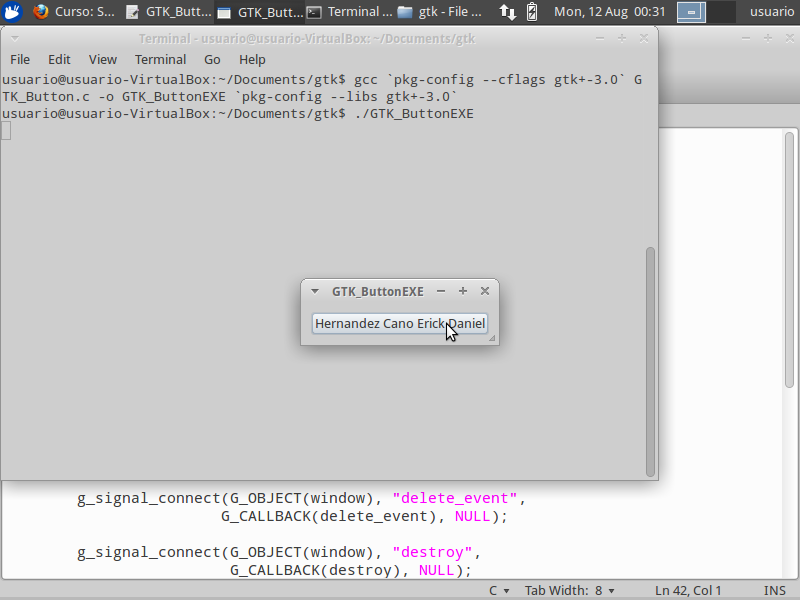 Curso: S... GTK_Butt... GTK_Butt... Terminal ... gtk - File ... Mon, 12 Aug 00:31 usuario
Terminal - usuario@usuario-VirtualBox:~/Documents/gtk
File Edit View Terminal Go Help
usuario@usuario-VirtualBox:~/Documents/gtk$ gcc `pkg-config --cflags gtk+-3.0` G
TK_Button.c -o GTK_ButtonEXE `pkg-config --libs gtk+-3.0`
usuario@usuario-VirtualBox:~/Documents/gtk$ ./GTK_ButtonEXE
GTK_ButtonEXE
Hernandez Cano Erick Daniel
g_signal_connect(G_OBJECT(window), "delete_event",
G_CALLBACK(delete_event), NULL);
g_signal_connect(G_OBJECT(window), "destroy",
G_CALLBACK(destroy), NULL);
C Tab Width: 8 Ln 42, Col 1 INS